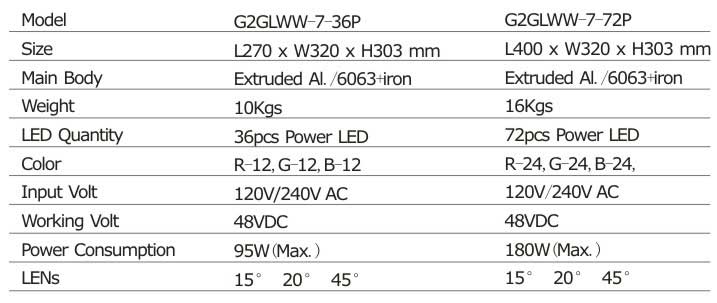 Model G2GLWW-7-36P G2GLWW-7-72P
Size L270 x W320 x H303 mm L400 x W320 x H303 mm
Main Body Extruded Al./6063+iron Extruded Al./6063+iron
Weight 10Kgs 16Kgs
LED Quantity 36pcs Power LED 72pcs Power LED
Color R-12, G-12, B-12 R-24, G-24, B-24,
Input Volt 120V/240V AC 120V/240V AC
Working Volt 48VDC 48VDC
Power Consumption 95W(Max.) 180W(Max.)
LENs 15° 20° 45° 15° 20° 45°